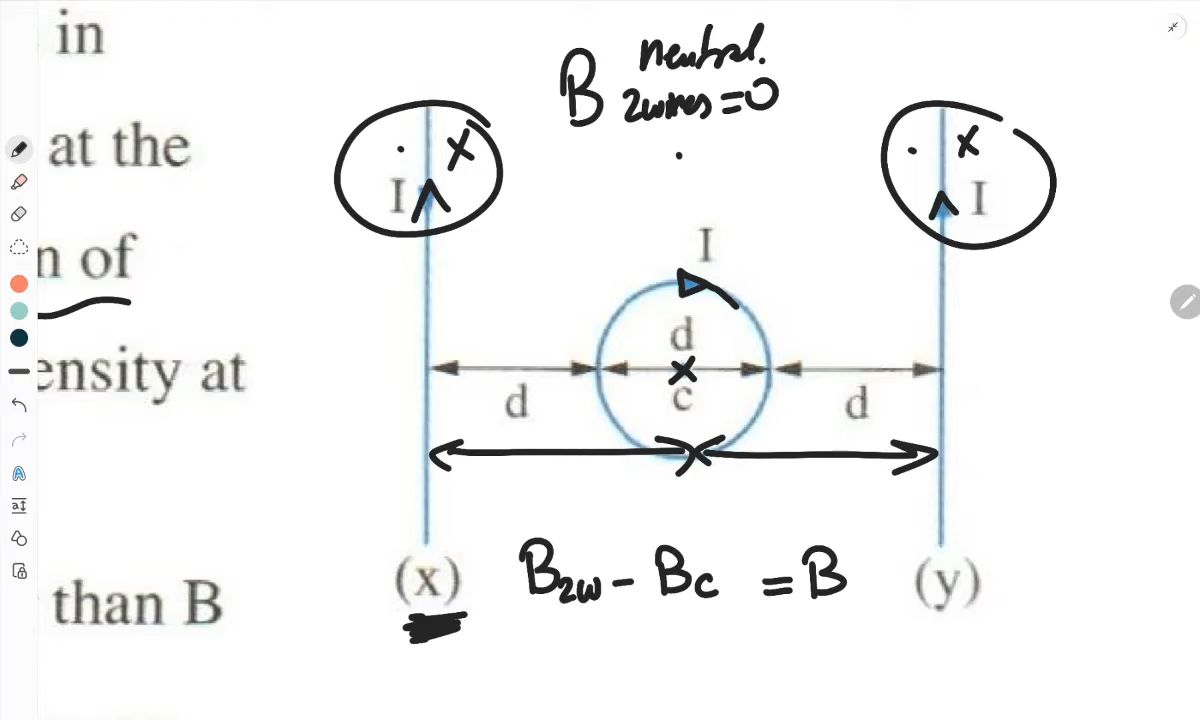 in
neutral.
B 2wires = 0
at the
. x
. x
I
I
n of
I
d
c
d
d
ensity at
(x)
B2w - Bc = B
(y)
than B